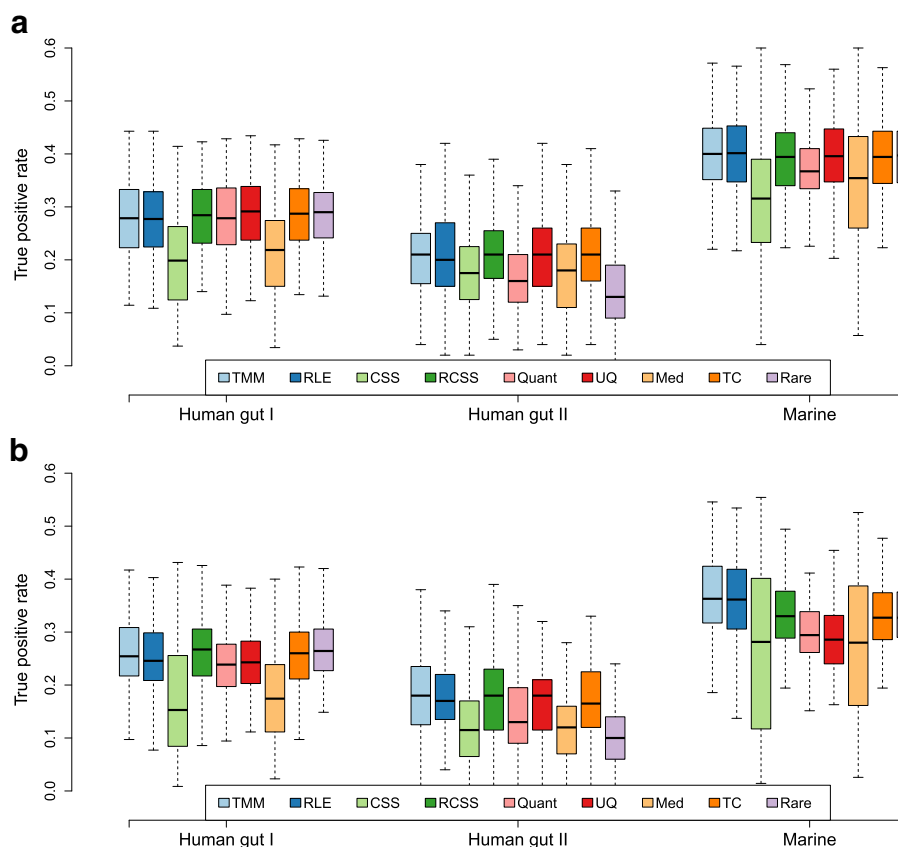 a
True positive rate
0.6
0.5
0.4
0.3
0.2
0.1
0.0
TMM RLE CSS RCSS Quant UQ Med TC Rare
Human gut I Human gut II Marine
b
True positive rate
0.6
0.5
0.4
0.3
0.2
0.1
0.0
TMM RLE CSS RCSS Quant UQ Med TC Rare
Human gut I Human gut II Marine